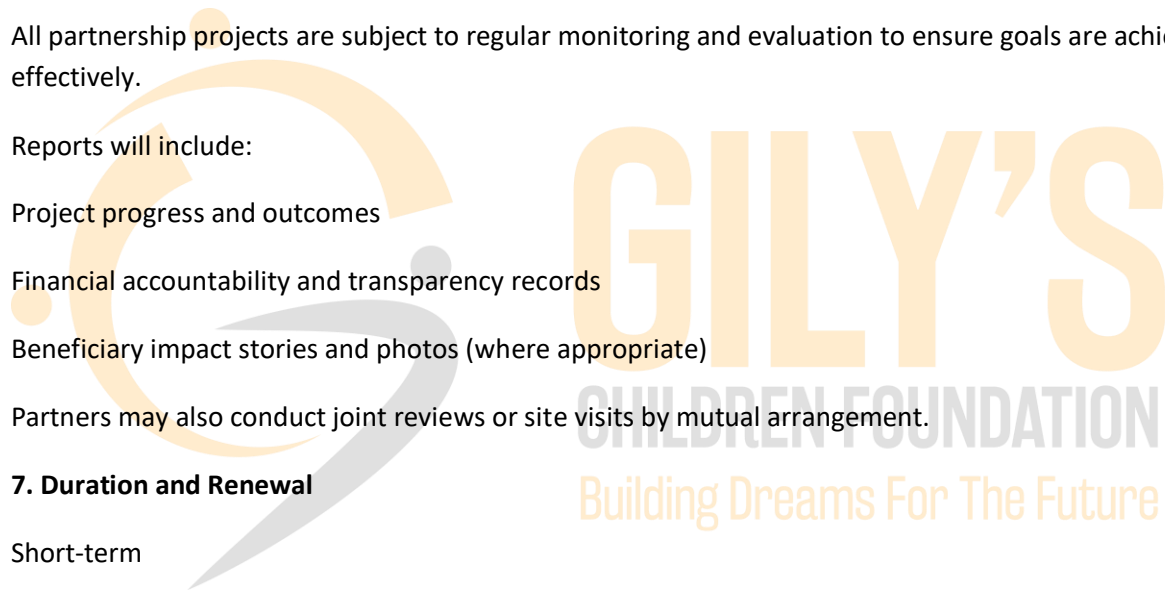 All partnership projects are subject to regular monitoring and evaluation to ensure goals are
effectively.
Reports will include:
Project progress and outcomes
Financial accountability and transparency records
Beneficiary impact stories and photos (where appropriate)
Partners may also conduct joint reviews or site visits by mutual arrangement.
7. Duration and Renewal
Short-term
GILY'S
CHILDREN FOUNDATION
Building Dreams For The Future